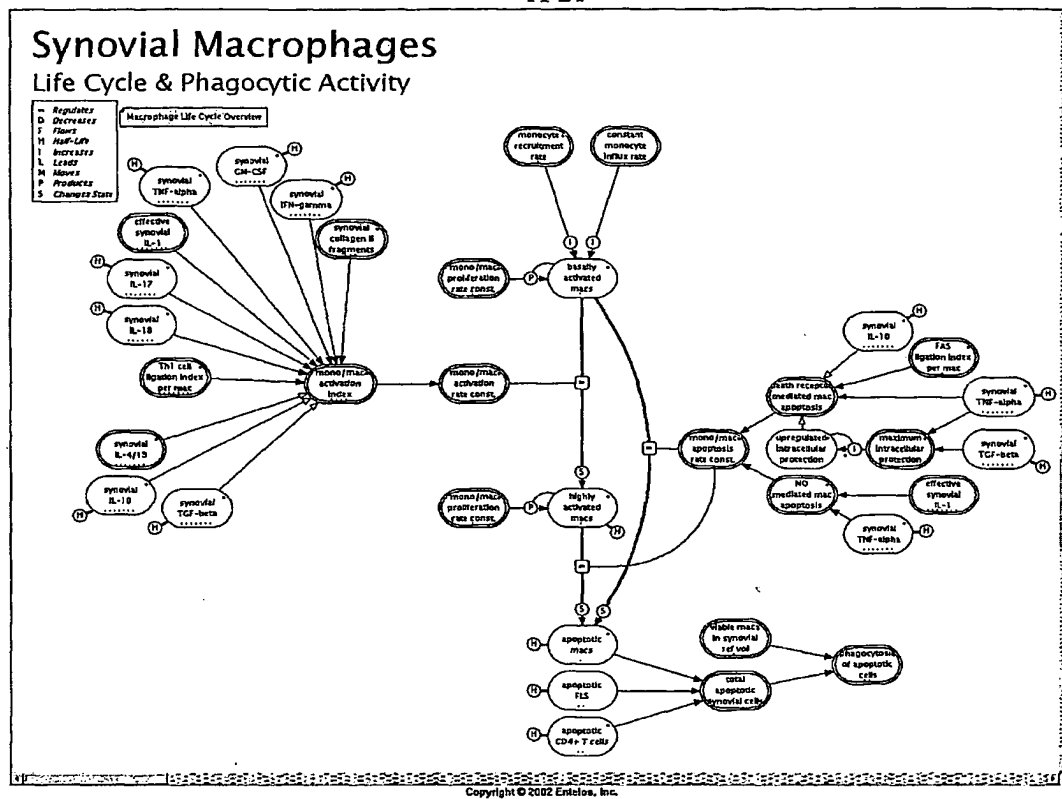 Synovial Macrophages
Life Cycle & Phagocytic Activity
= Regulates
D Decreases
F Flows
H Half-Life
I Increases
L Leads
M Moves
P Produces
S Changes State
Macrophage Life Cycle Overview
monocyte
recruitment
rate
constant
monocyte
influx rate
H
synovial
GM-CSF
H
synovial
TNF-alpha
H
synovial
IFN-gamma
effective
synovial
IL-1
synovial
collagen II
fragments
H
synovial
IL-17
H
synovial
IL-18
Th1 cell
ligation index
per mac
mono/mac
activation
index
synovial
IL-4/13
H
synovial
IL-10
H
synovial
TGF-beta
I
I
mono/mac
proliferation
rate const.
P
basally
activated
macs
mono/mac
activation
rate const.
=
S
mono/mac
proliferation
rate const.
P
highly
activated
macs
H
=
S
S
=
mono/mac
apoptosis
rate const.
H
synovial
IL-10
FAS
ligation index
per mac
death receptor
mediated mac
apoptosis
synovial
TNF-alpha
H
upregulated
intracellular
protection
I
maximum
intracellular
protection
synovial
TGF-beta
H
NO
mediated mac
apoptosis
effective
synovial
IL-1
synovial
TNF-alpha
H
H
apoptotic
macs
H
apoptotic
FLS
H
apoptotic
CD4+ T cells
viable macs
in synovial
ref vol
total
apoptotic
synovial cells
phagocytosis
of apoptotic
cells
Copyright © 2002 Entelos, Inc.